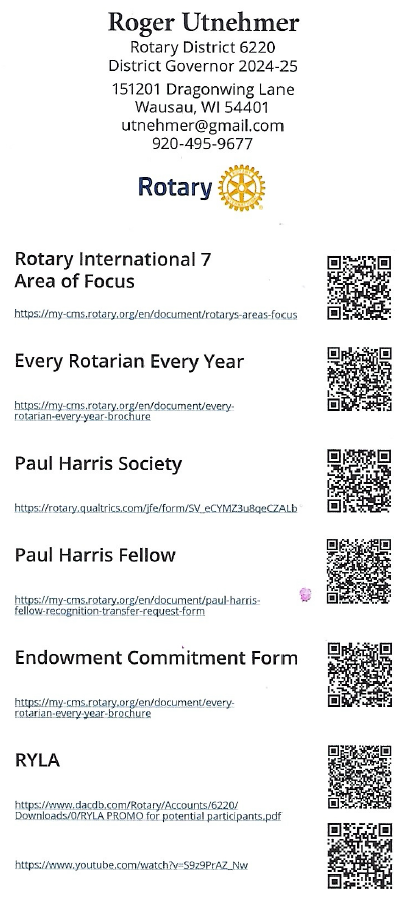 Roger Utnehmer
Rotary District 6220
District Governor 2024-25
151201 Dragonwing Lane
Wausau, WI 54401
utnehmer@gmail.com
920-495-9677
Rotary
Rotary International 7
Area of Focus
https://my-cms.rotary.org/en/document/rotarys-areas-focus
Every Rotarian Every Year
https://my-cms.rotary.org/en/document/every-
rotarian-every-year-brochure
Paul Harris Society
https://rotary.qualtrics.com/jfe/form/SV_eCYMZ3u8qeCZALb
Paul Harris Fellow
https://my-cms.rotary.org/en/document/paul-harris-
fellow-recognition-transfer-request-form
Endowment Commitment Form
https://my-cms.rotary.org/en/document/every-
rotarian-every-year-brochure
RYLA
https://www.dacdb.com/Rotary/Accounts/6220/
Downloads/0/RYLA PROMO for potential participants.pdf
https://www.youtube.com/watch?v=S9z9PrAZ_Nw